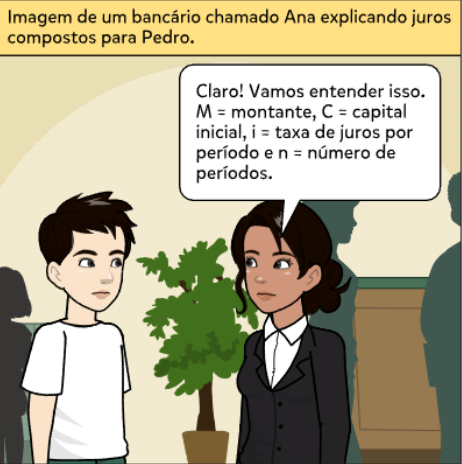 Imagem de um bancário chamado Ana explicando juros
compostos para Pedro.
Claro! Vamos entender isso.
M = montante, C = capital
inicial, i = taxa de juros por
período e n = número de
períodos.